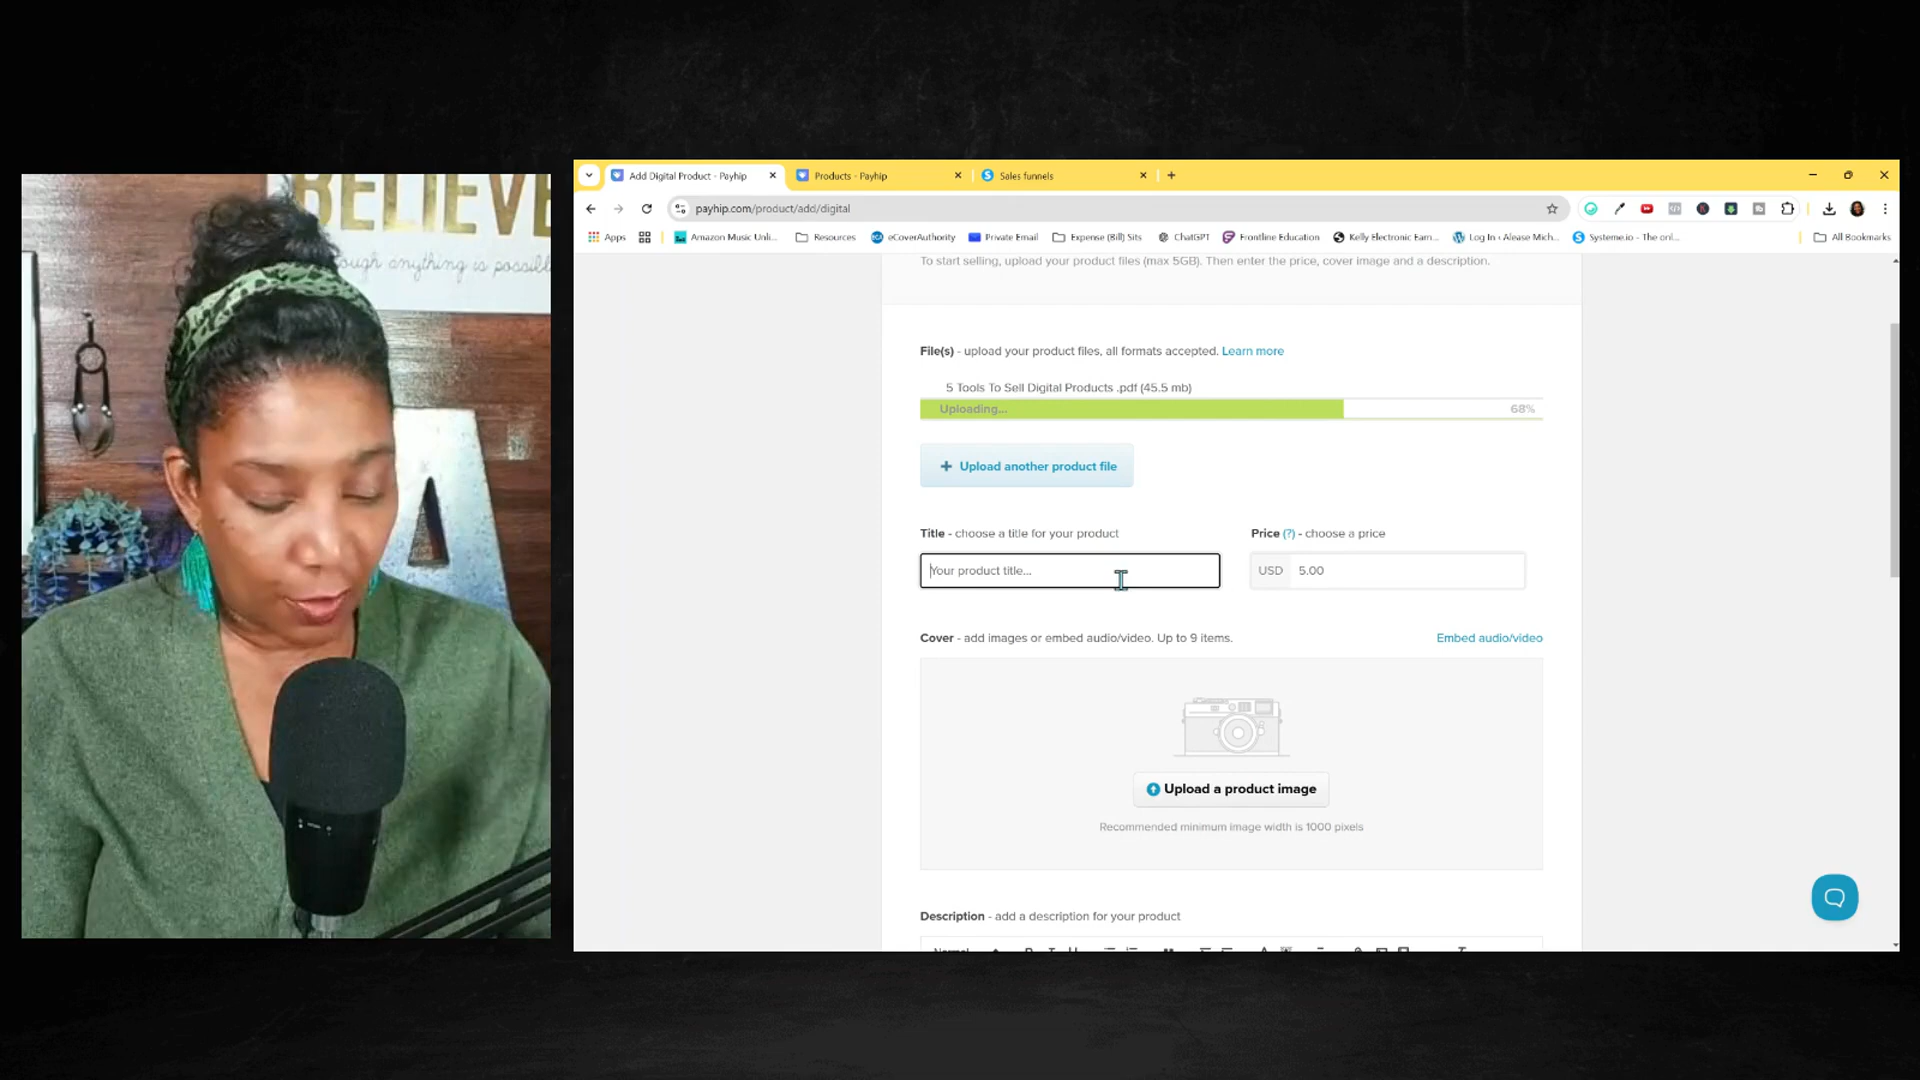 BELIEVE
ough anything is possibl
A
Add Digital Product - Payhip
Products - Payhip
Sales funnels
payhip.com/product/add/digital
Apps
Amazon Music Unli...
Resources
eCoverAuthority
Private Email
Expense (Bill) Sits
ChatGPT
Frontline Education
Kelly Electronic Earn...
Log In ‹ Alease Mich...
Systeme.io - The onl...
All Bookmarks
To start selling, upload your product files (max 5GB). Then enter the price, cover image and a description.
File(s) - upload your product files, all formats accepted. Learn more
5 Tools To Sell Digital Products .pdf (45.5 mb)
Uploading... 68%
+ Upload another product file
Title - choose a title for your product
Price (?) - choose a price
Your product title...
USD 5.00
Cover - add images or embed audio/video. Up to 9 items.
Embed audio/video
Upload a product image
Recommended minimum image width is 1000 pixels
Description - add a description for your product
Normal